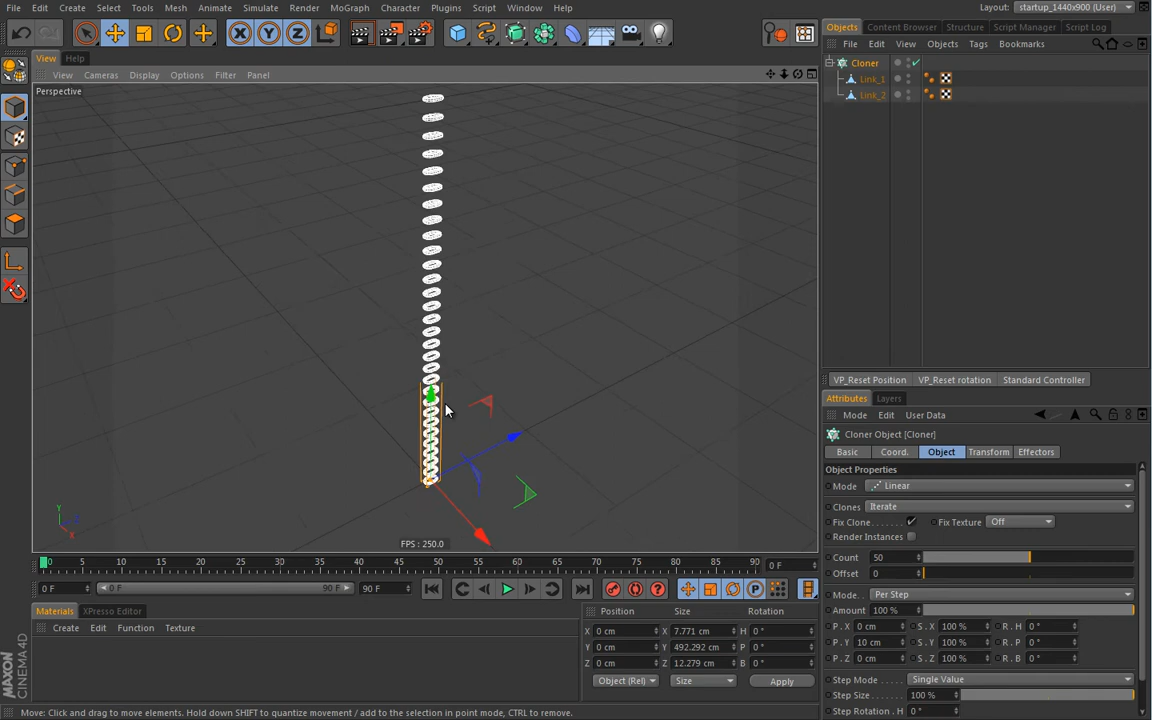 File Edit Create Select Tools Mesh Animate Simulate Render MoGraph Character Plugins Script Window Help Layout: startup_1440x900 (User)
X Y Z
Objects Content Browser Structure Script Manager Script Log
File Edit View Objects Tags Bookmarks
View Help
View Cameras Display Options Filter Panel
Perspective
Cloner
Link_1
Link_2
VP_Reset Position VP_Reset rotation Standard Controller
Attributes Layers
Mode Edit User Data
Cloner Object [Cloner]
Basic Coord. Object Transform Effectors
Object Properties
Mode Linear
Clones Iterate
Fix Clone Fix Texture Off
Render Instances
Count 50
Offset 0
Mode Per Step
Amount 100 %
P . X 0 cm S . X 100 % R . H 0 °
P . Y 10 cm S . Y 100 % R . P 0 °
P . Z 0 cm S . Z 100 % R . B 0 °
Step Mode Single Value
Step Size 100 %
Step Rotation . H 0 °
Y
Z
X
FPS : 250.0
0 5 10 15 20 25 30 35 40 45 50 55 60 65 70 75 80 85 90 0 F
0 F 0 F 90 F 90 F
P
Materials XPresso Editor
Create Edit Function Texture
Position Size Rotation
X 0 cm X 7.771 cm H 0 °
Y 0 cm Y 492.292 cm P 0 °
Z 0 cm Z 12.279 cm B 0 °
Object (Rel) Size Apply
MAXON
CINEMA 4D
Move: Click and drag to move elements. Hold down SHIFT to quantize movement / add to the selection in point mode, CTRL to remove.